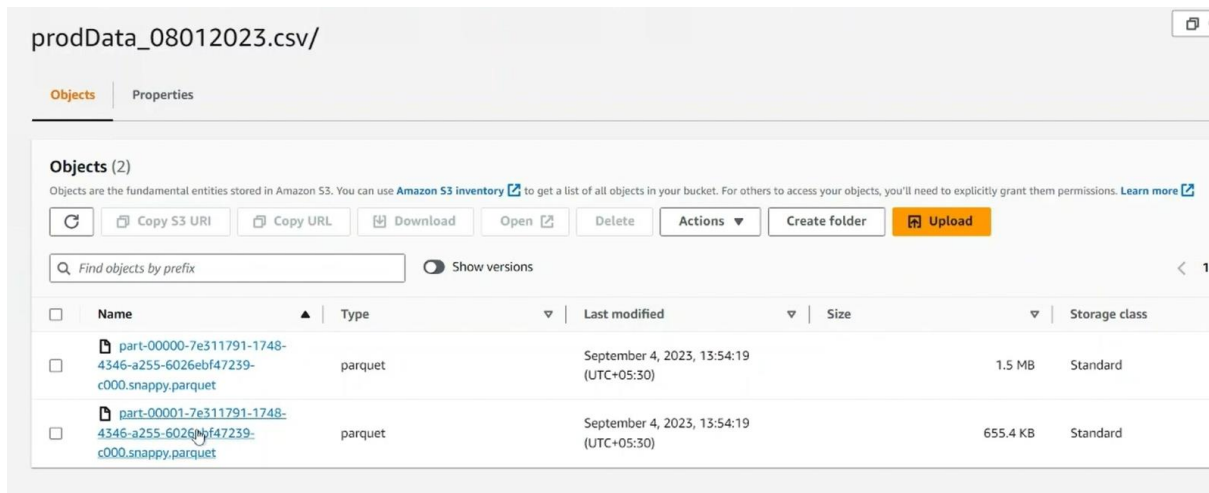 prodData_08012023.csv/
Objects
Properties
Objects (2)
Objects are the fundamental entities stored in Amazon S3. You can use Amazon S3 inventory to get a list of all objects in your bucket. For others to access your objects, you'll need to explicitly grant them permissions. Learn more
Copy S3 URI
Copy URL
Download
Open
Delete
Actions
Create folder
Upload
Find objects by prefix
Show versions
1
Name
Type
Last modified
Size
Storage class
part-00000-7e311791-1748-
4346-a255-6026ebf47239-
c000.snappy.parquet
parquet
September 4, 2023, 13:54:19
(UTC+05:30)
1.5 MB
Standard
part-00001-7e311791-1748-
4346-a255-6026ebf47239-
c000.snappy.parquet
parquet
September 4, 2023, 13:54:19
(UTC+05:30)
655.4 KB
Standard